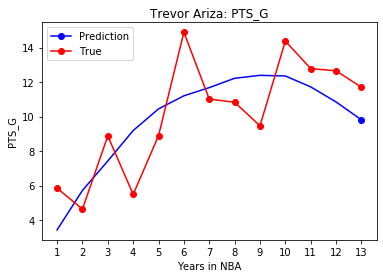 Trevor Ariza: PTS_G
Prediction
True
PTS_G
14
12
10
8
6
4
1 2 3 4 5 6 7 8 9 10 11 12 13
Years in NBA